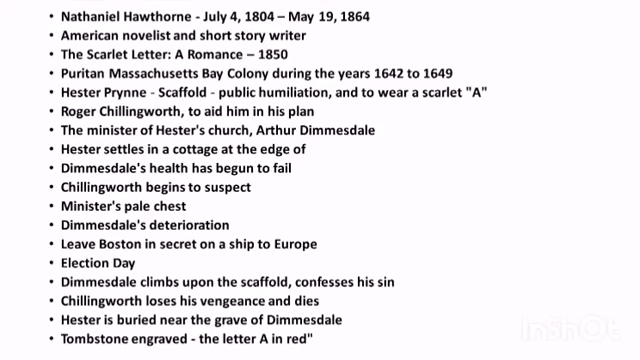 • Nathaniel Hawthorne - July 4, 1804 – May 19, 1864
• American novelist and short story writer
• The Scarlet Letter: A Romance – 1850
• Puritan Massachusetts Bay Colony during the years 1642 to 1649
• Hester Prynne - Scaffold - public humiliation, and to wear a scarlet "A"
• Roger Chillingworth, to aid him in his plan
• The minister of Hester's church, Arthur Dimmesdale
• Hester settles in a cottage at the edge of
• Dimmesdale's health has begun to fail
• Chillingworth begins to suspect
• Minister's pale chest
• Dimmesdale's deterioration
• Leave Boston in secret on a ship to Europe
• Election Day
• Dimmesdale climbs upon the scaffold, confesses his sin
• Chillingworth loses his vengeance and dies
• Hester is buried near the grave of Dimmesdale
• Tombstone engraved - the letter A in red"
InShOt